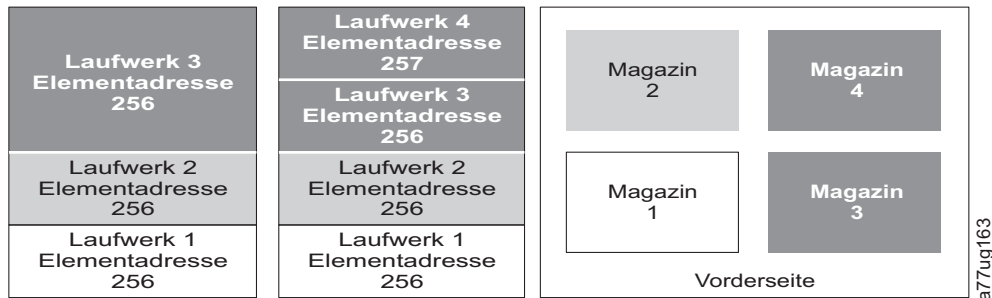 Laufwerk 3
Elementadresse
256
Laufwerk 2
Elementadresse
256
Laufwerk 1
Elementadresse
256
Laufwerk 4
Elementadresse
257
Laufwerk 3
Elementadresse
256
Laufwerk 2
Elementadresse
256
Laufwerk 1
Elementadresse
256
Magazin
2
Magazin
4
Magazin
1
Magazin
3
Vorderseite
a77ug163